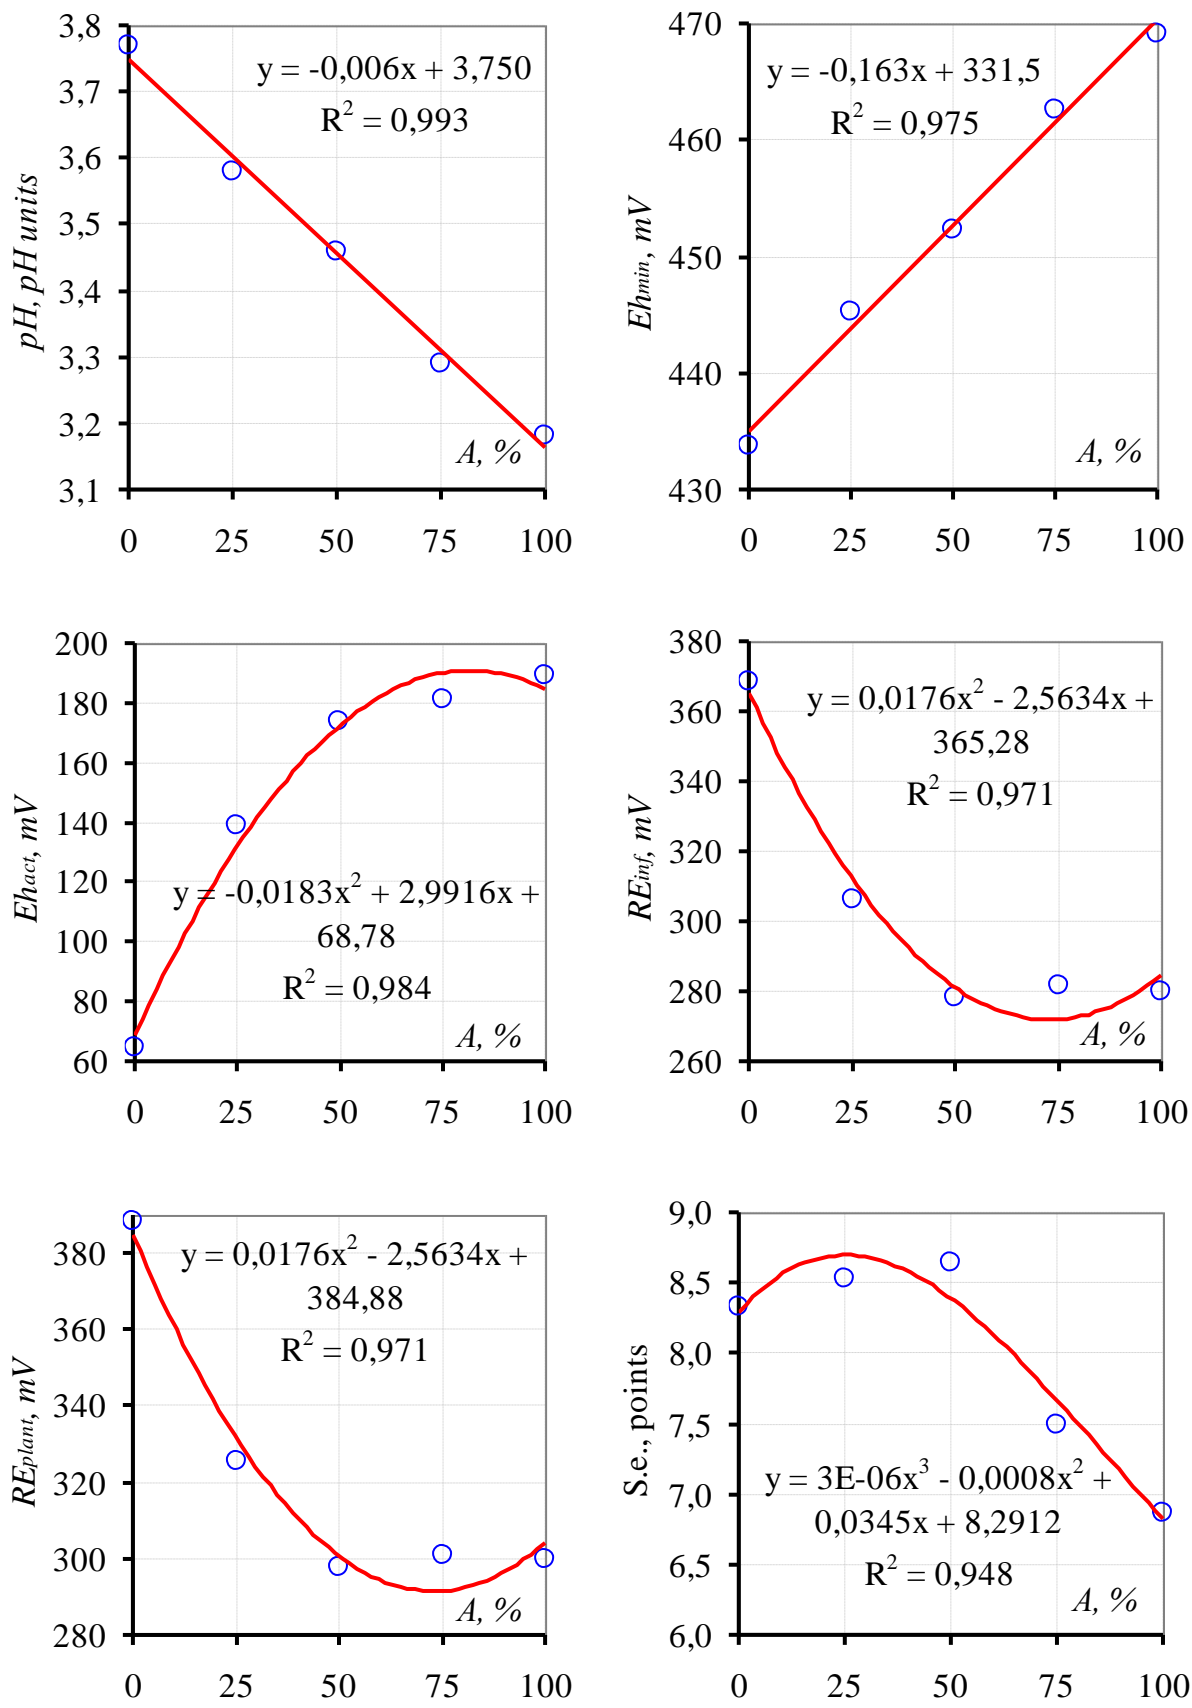 3,8
3,7
3,6
3,5
3,4
3,3
3,2
3,1
pH, pH units
y = -0,006x + 3,750
R² = 0,993
A, %
0 25 50 75 100
470
460
450
440
430
Ehmin, mV
y = -0,163x + 331,5
R² = 0,975
A, %
0 25 50 75 100
200
180
160
140
120
100
80
60
Ehact, mV
y = -0,0183x² + 2,9916x +
68,78
R² = 0,984
A, %
0 25 50 75 100
380
360
340
320
300
280
260
REinf, mV
y = 0,0176x² - 2,5634x +
365,28
R² = 0,971
A, %
0 25 50 75 100
380
360
340
320
300
280
REplant, mV
y = 0,0176x² - 2,5634x +
384,88
R² = 0,971
A, %
0 25 50 75 100
9,0
8,5
8,0
7,5
7,0
6,5
6,0
S.e., points
y = 3E-06x³ - 0,0008x² +
0,0345x + 8,2912
R² = 0,948
A, %
0 25 50 75 100